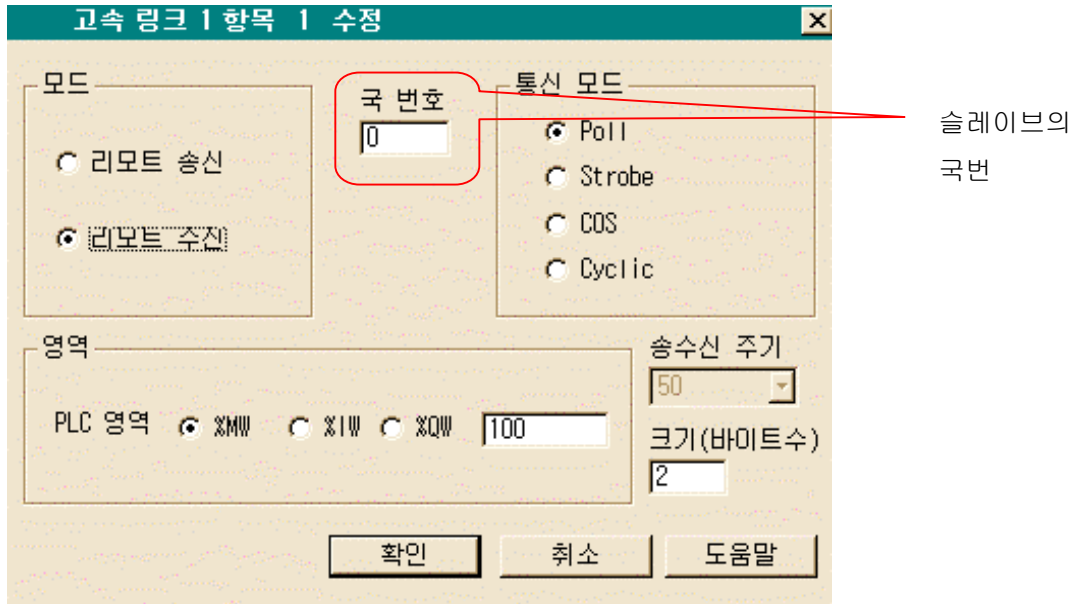 고속 링크 1 항목 1 수정
모드
리모트 송신
리모트 수신
국 번호
0
통신 모드
Poll
Strobe
COS
Cyclic
슬레이브의
국번
영역
PLC 영역 %MW %IW %QW 100
송수신 주기
50
크기(바이트수)
2
확인 취소 도움말